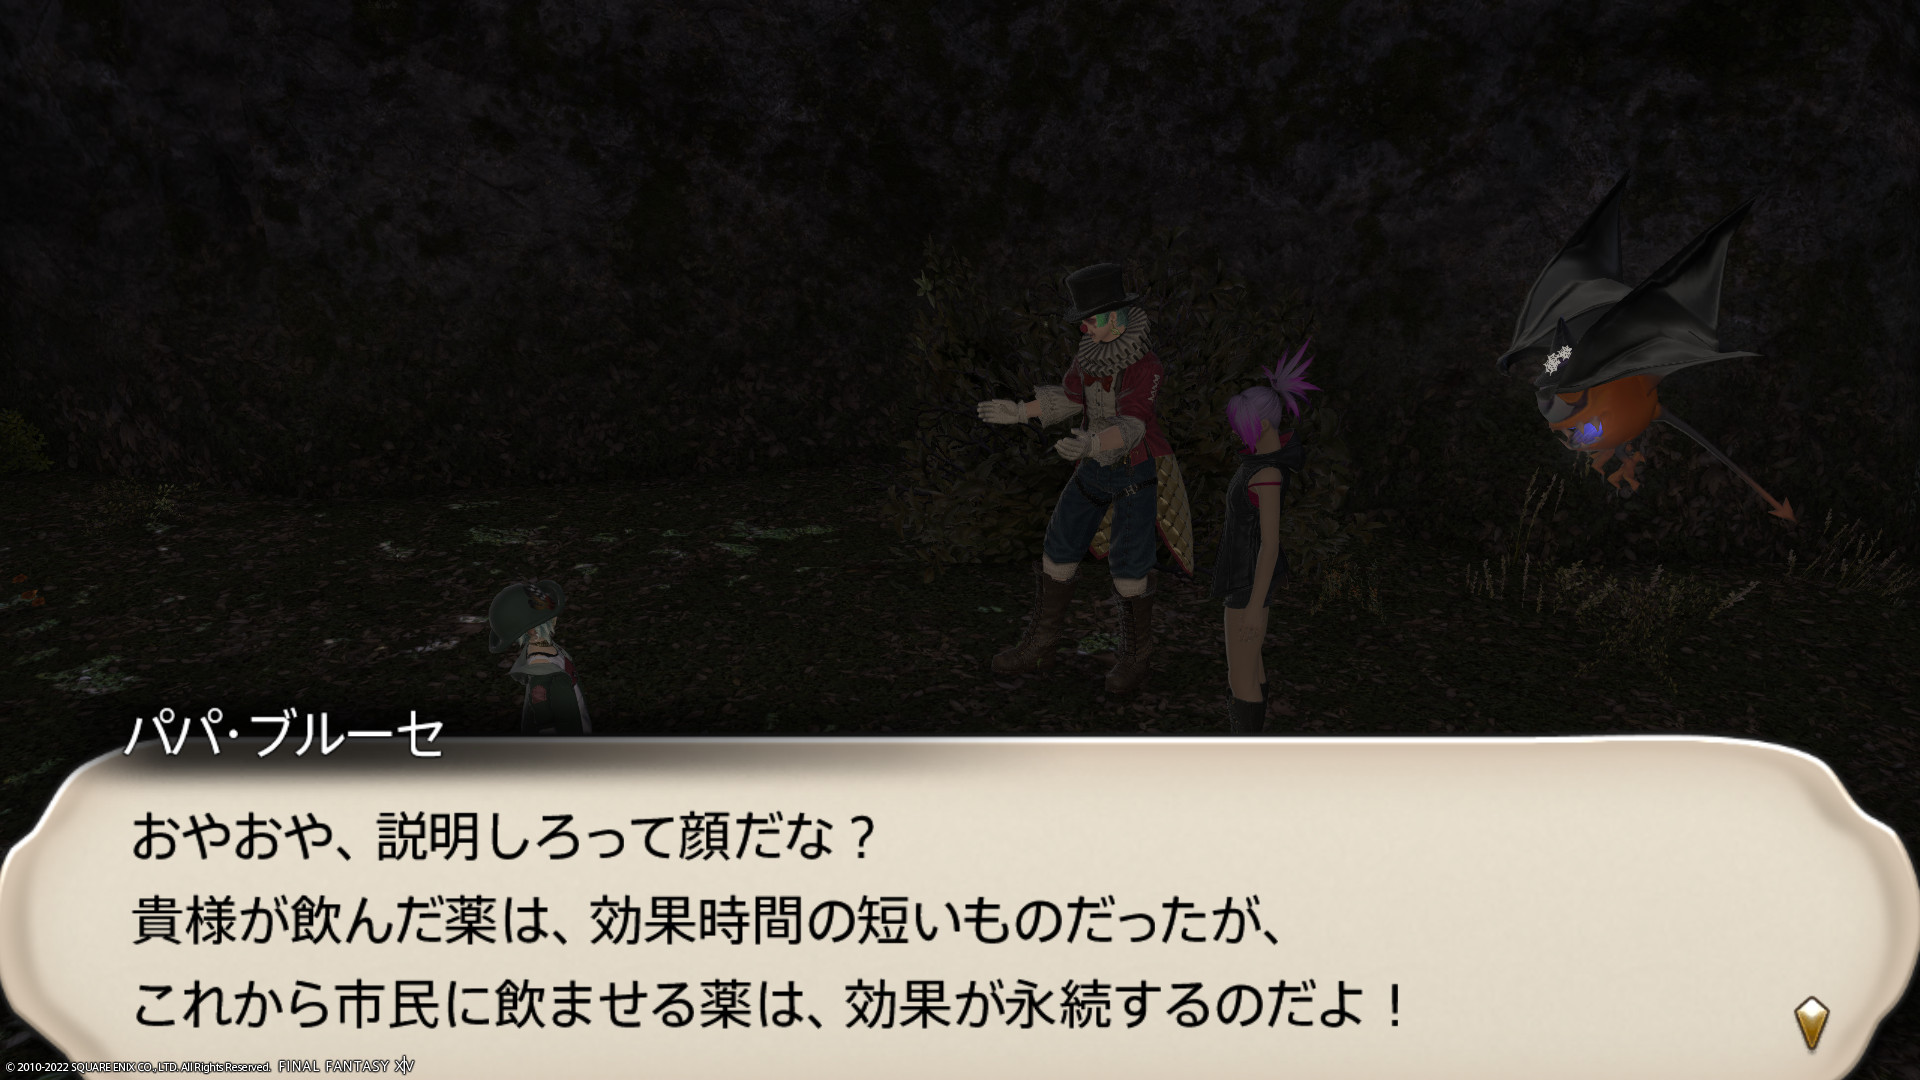 パパ・ブルーセ
おやおや、説明しろって顔だな？
貴様が飲んだ薬は、効果時間の短いものだったが、
これから市民に飲ませる薬は、効果が永続するのだよ！
© 2010-2022 SQUARE ENIX CO., LTD. All Rights Reserved. FINAL FANTASY XIV